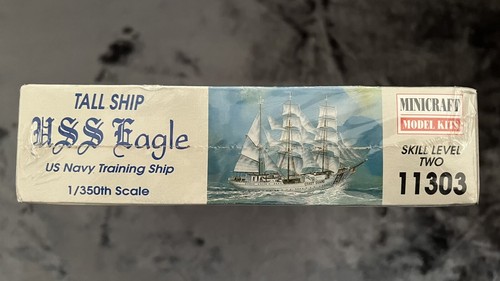 TALL SHIP
USS Eagle
US Navy Training Ship
1/350th Scale
MINICRAFT
MODEL KITS
SKILL LEVEL
TWO
11303